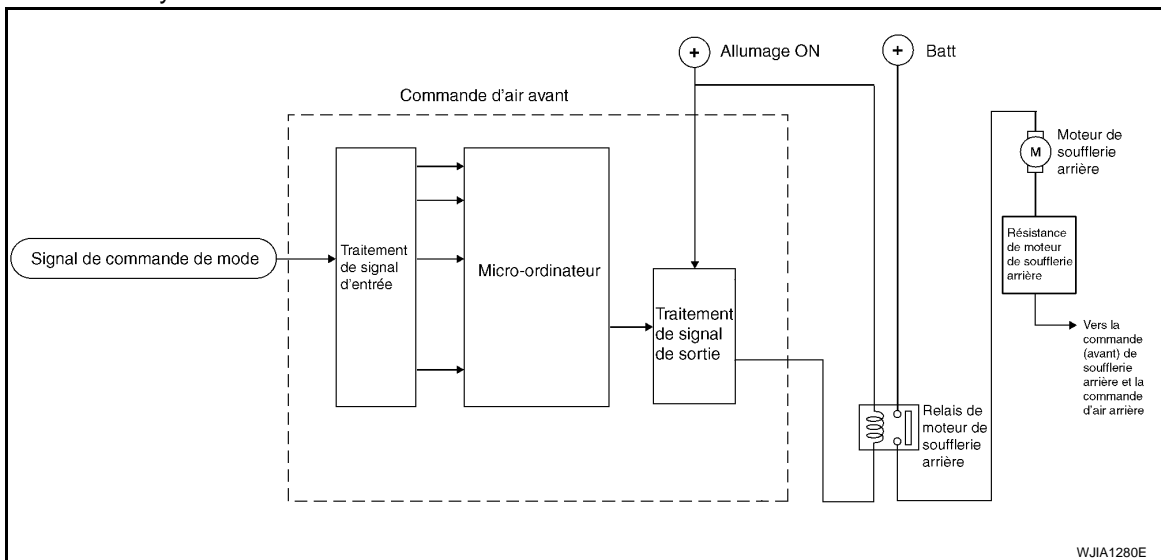 Allumage ON
Batt
Commande d'air avant
Signal de commande de mode
Traitement
de signal
d'entrée
Micro-ordinateur
Traitement
de signal
de sortie
M
Moteur de
soufflerie
arrière
Résistance
de moteur
de soufflerie
arrière
Vers la
commande
(avant) de
soufflerie
arrière et la
commande
d'air arrière
Relais de
moteur de
soufflerie
arrière
WJIA1280E